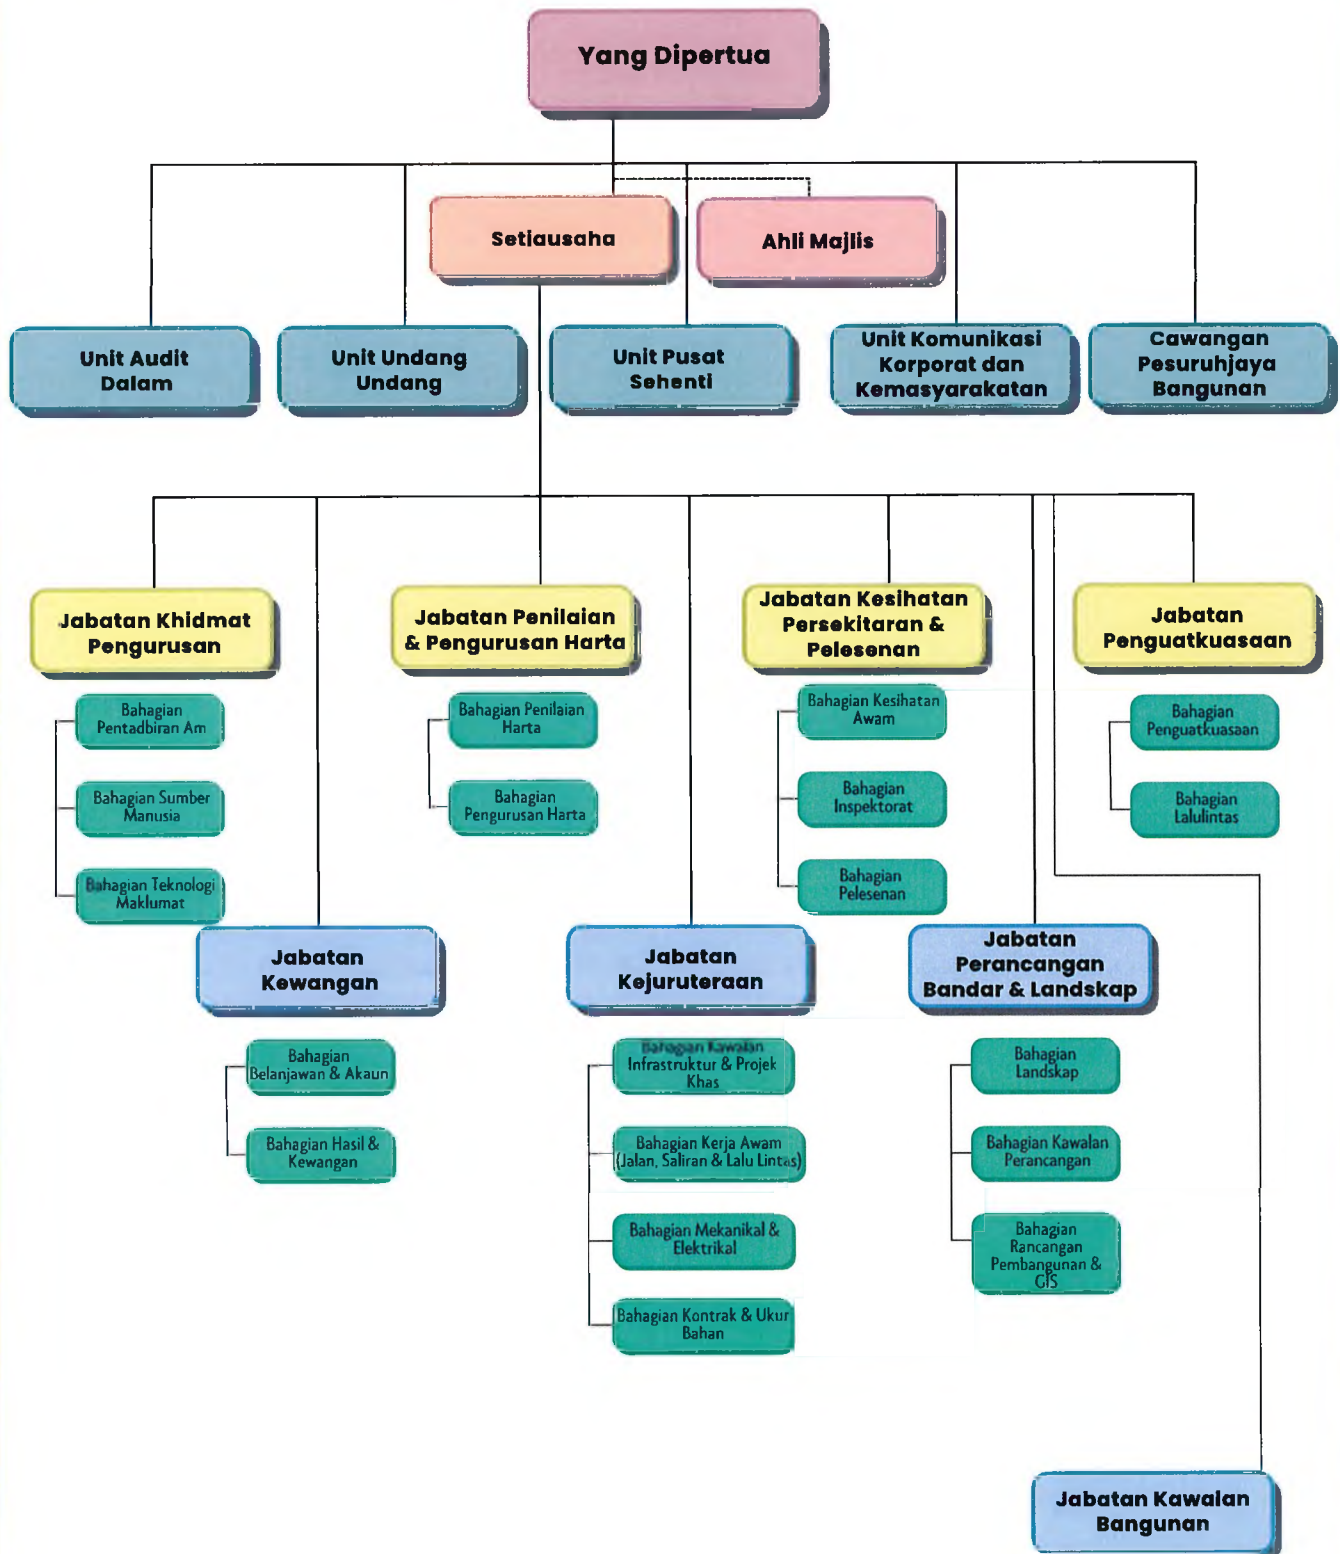 Yang Dipertua
Setiausaha
Ahli Majlis
Unit Audit
Dalam
Unit Undang
Undang
Unit Pusat
Sehenti
Unit Komunikasi
Korporat dan
Kemasyarakatan
Cawangan
Pesuruhjaya
Bangunan
Jabatan Khidmat
Pengurusan
Jabatan Penilaian
& Pengurusan Harta
Jabatan Kesihatan
Persekitaran &
Pelesenan
Jabatan
Penguatkuasaan
Bahagian
Pentadbiran Am
Bahagian Sumber
Manusia
Bahagian Teknologi
Maklumat
Bahagian Penilaian
Harta
Bahagian
Pengurusan Harta
Bahagian Kesihatan
Awam
Bahagian
Inspektorat
Bahagian
Pelesenan
Bahagian
Penguatkuasaan
Bahagian
Lalulintas
Jabatan
Kewangan
Jabatan
Kejuruteraan
Jabatan
Perancangan
Bandar & Landskap
Bahagian
Belanjawan & Akaun
Bahagian Hasil &
Kewangan
Bahagian Kawalan
Infrastruktur & Projek
Khas
Bahagian Kerja Awam
(Jalan, Saliran & Lalu Lintas)
Bahagian Mekanikal &
Elektrikal
Bahagian Kontrak & Ukur
Bahan
Bahagian
Landskap
Bahagian Kawalan
Perancangan
Bahagian
Rancangan
Pembangunan &
GIS
Jabatan Kawalan
Bangunan